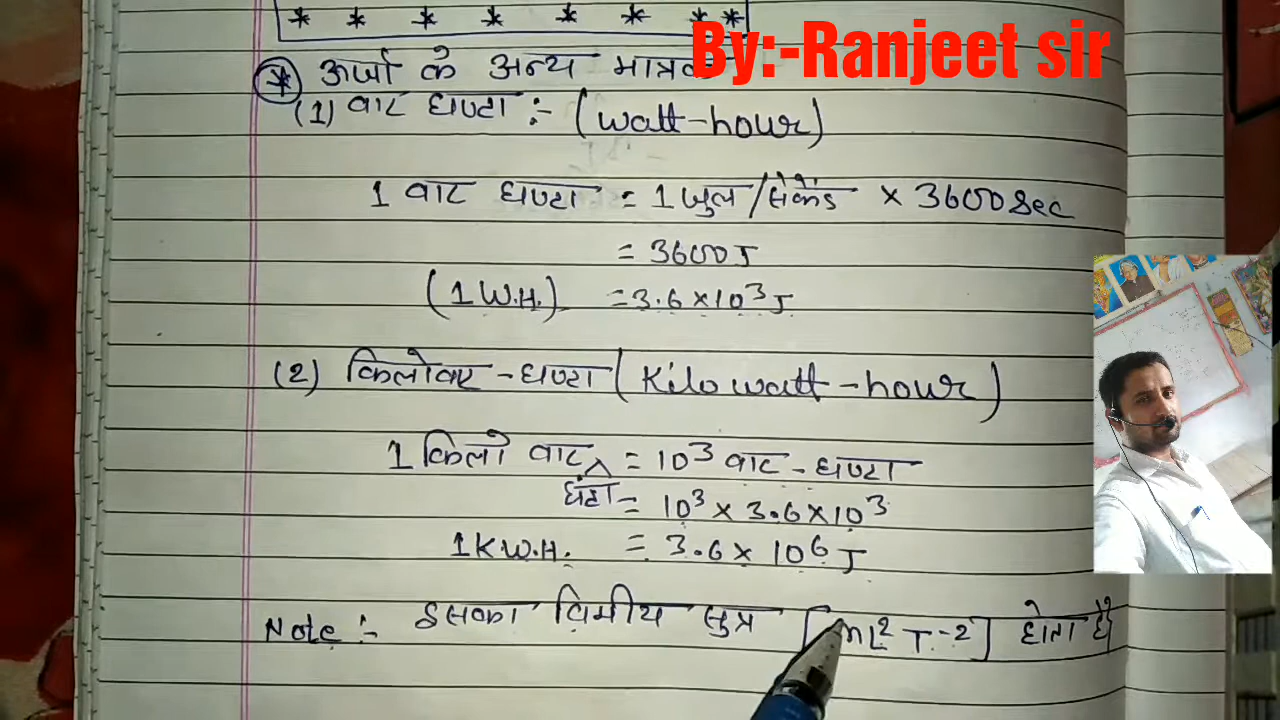 * * * * * * * *
By:-Ranjeet sir
* ऊर्जा के अन्य मात्रक
(1) वाट घण्टा :- (Watt-hour)
1 वाट घण्टा = 1 जुल/सेकेंड × 3600 Sec
= 3600 J
(1 W.H.) = 3.6 × 10³ J
(2) किलोवाट - घण्टा (Kilo watt - hour)
1 किलो वाट घंटा = 10³ वाट - घण्टा
= 10³ × 3.6 × 10³
1 K.W.H. = 3.6 × 10⁶ J
Note :- इसका विमीय सुत्र [mL² T⁻²] होता है